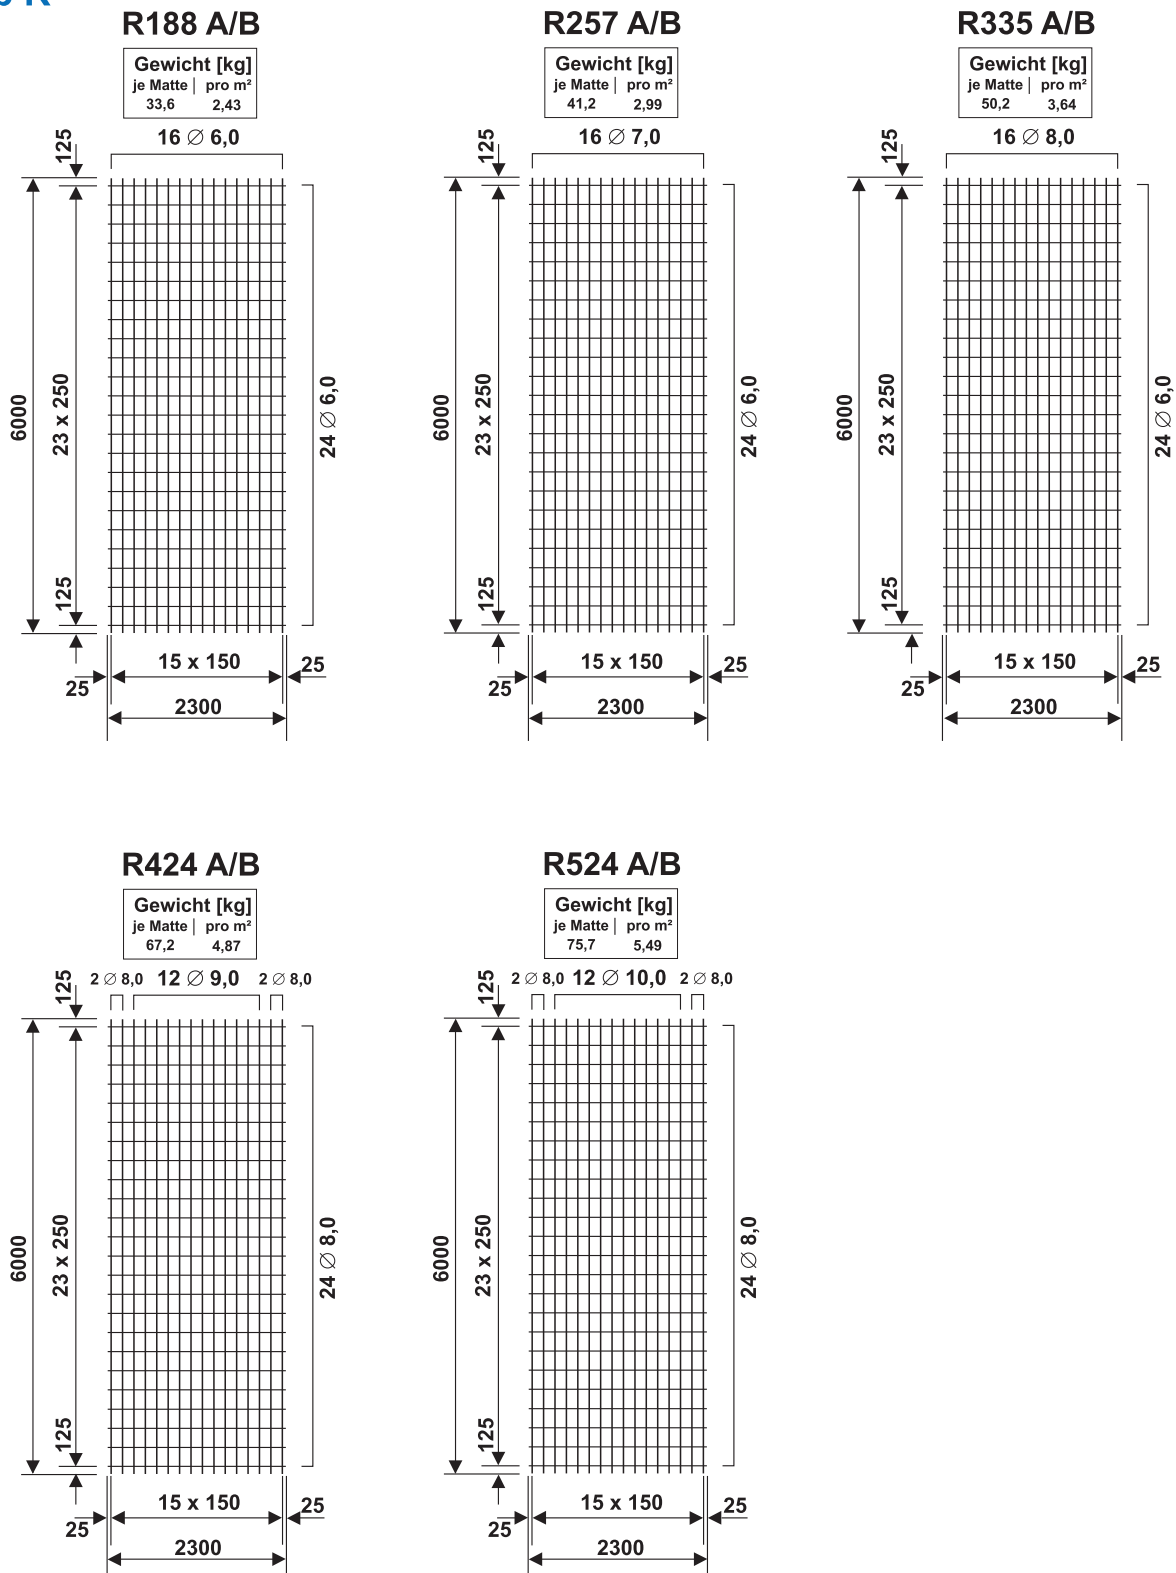 R188 A/B
Gewicht [kg]
je Matte | pro m²
33,6 2,43
16 ∅ 6,0
125
6000
23 x 250
24 ∅ 6,0
125
15 x 150
25
25
2300
R257 A/B
Gewicht [kg]
je Matte | pro m²
41,2 2,99
16 ∅ 7,0
125
6000
23 x 250
24 ∅ 6,0
125
15 x 150
25
25
2300
R335 A/B
Gewicht [kg]
je Matte | pro m²
50,2 3,64
16 ∅ 8,0
125
6000
23 x 250
24 ∅ 6,0
125
15 x 150
25
25
2300
R424 A/B
Gewicht [kg]
je Matte | pro m²
67,2 4,87
2 ∅ 8,0 12 ∅ 9,0 2 ∅ 8,0
125
6000
23 x 250
24 ∅ 8,0
125
15 x 150
25
25
2300
R524 A/B
Gewicht [kg]
je Matte | pro m²
75,7 5,49
2 ∅ 8,0 12 ∅ 10,0 2 ∅ 8,0
125
6000
23 x 250
24 ∅ 8,0
125
15 x 150
25
25
2300